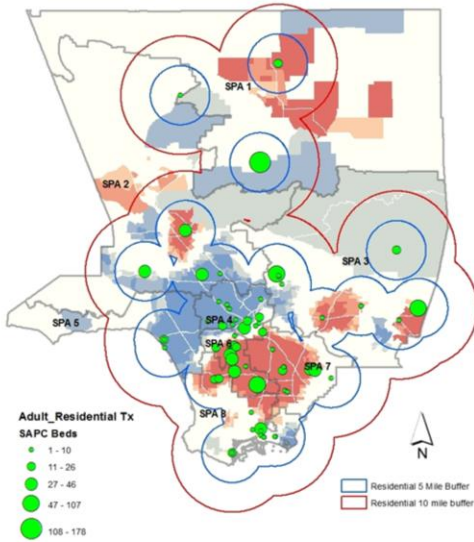 SPA 1
SPA 2
SPA 3
SPA 5
SPA 4
SPA 6
SPA 7
SPA 8
Adult_Residential Tx
SAPC Beds
1 - 10
11 - 26
27 - 46
47 - 107
108 - 178
N
Residential 5 Mile Buffer
Residential 10 mile buffer